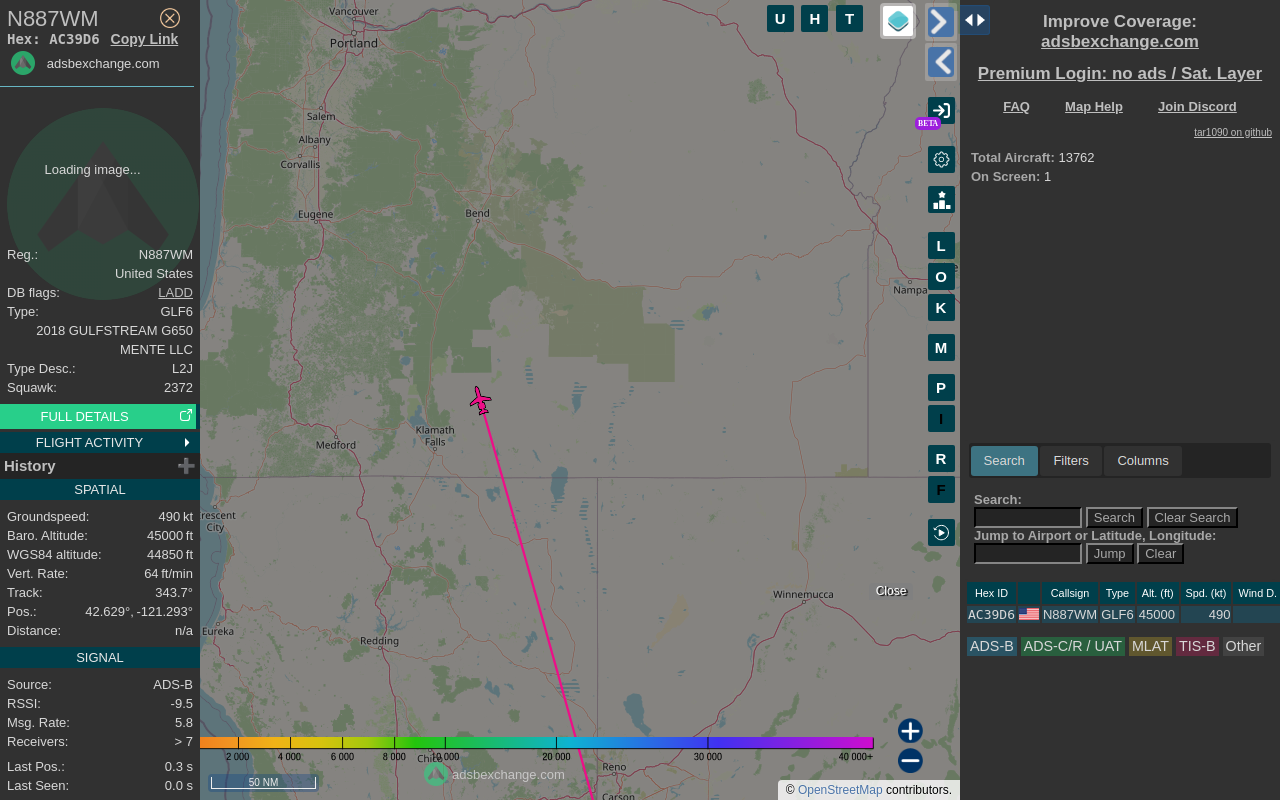 N887WM
Hex: AC39D6 Copy Link
adsbexchange.com
Loading image...
Reg.: N887WM
United States
DB flags: LADD
Type: GLF6
2018 GULFSTREAM G650
MENTE LLC
Type Desc.: L2J
Squawk: 2372
FULL DETAILS
FLIGHT ACTIVITY
History
SPATIAL
Groundspeed: 490 kt
Baro. Altitude: 45000 ft
WGS84 altitude: 44850 ft
Vert. Rate: 64 ft/min
Track: 343.7°
Pos.: 42.629°, -121.293°
Distance: n/a
SIGNAL
Source: ADS-B
RSSI: -9.5
Msg. Rate: 5.8
Receivers: > 7
Last Pos.: 0.3 s
Last Seen: 0.0 s
Vancouver
Portland
Salem
Albany
Corvallis
Eugene
Bend
Nampa
Klamath
Falls
Medford
rescent
City
Winnemucca
Eureka
Redding
Chico
Reno
Carson
U H T
BETA
L
O
K
M
P
I
R
F
Close
2 000 4 000 6 000 8 000 10 000 20 000 30 000 40 000+
adsbexchange.com
50 NM
© OpenStreetMap contributors.
Improve Coverage:
adsbexchange.com
Premium Login: no ads / Sat. Layer
FAQ Map Help Join Discord
tar1090 on github
Total Aircraft: 13762
On Screen: 1
Search Filters Columns
Search:
Search Clear Search
Jump to Airport or Latitude, Longitude:
Jump Clear
Hex ID Callsign Type Alt. (ft) Spd. (kt) Wind D.
AC39D6 N887WM GLF6 45000 490
ADS-B ADS-C/R / UAT MLAT TIS-B Other